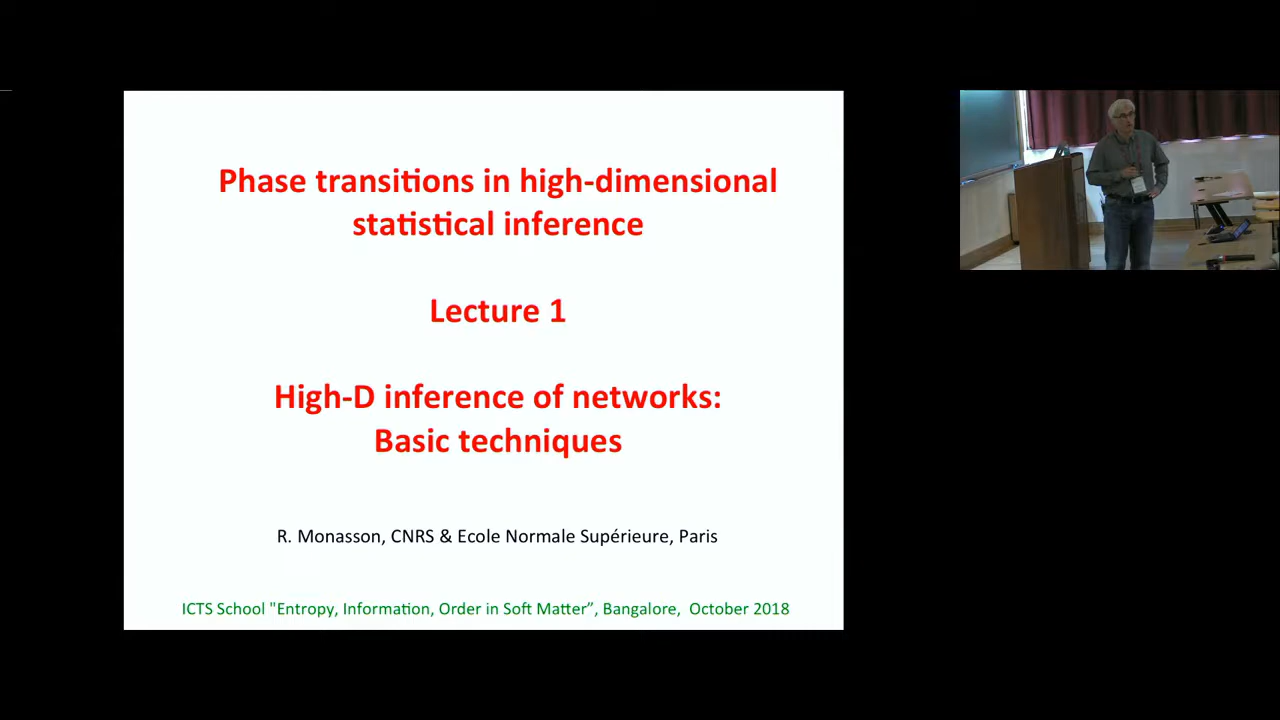 Phase transitions in high-dimensional
statistical inference
Lecture 1
High-D inference of networks:
Basic techniques
R. Monasson, CNRS & Ecole Normale Supérieure, Paris
ICTS School "Entropy, Information, Order in Soft Matter”, Bangalore,  October 2018